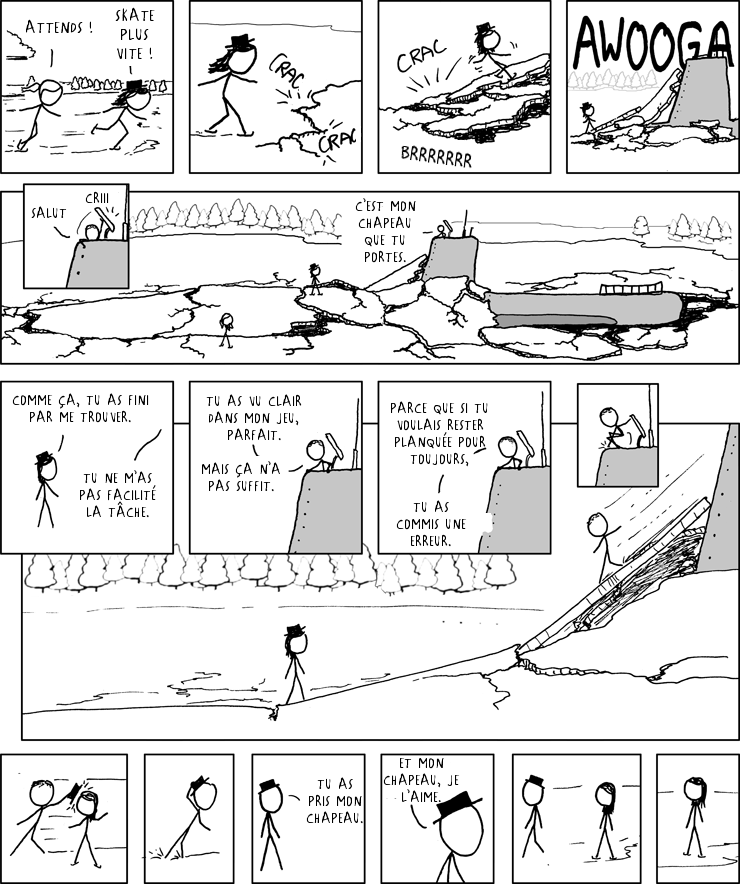 ATTENDS !
SKATE
PLUS
VITE !
CRAC
CRAC
CRAC
BRRRRRRR
AWOOGA
SALUT
CRIII
C'EST MON
CHAPEAU
QUE TU
PORTES.
COMME ÇA, TU AS FINI
PAR ME TROUVER.
TU NE M'AS
PAS FACILITÉ
LA TÂCHE.
TU AS VU CLAIR
DANS MON JEU,
PARFAIT.
MAIS ÇA N'A
PAS SUFFIT.
PARCE QUE SI TU
VOULAIS RESTER
PLANQUÉE POUR
TOUJOURS,
TU AS
COMMIS UNE
ERREUR.
TU AS
PRIS MON
CHAPEAU.
ET MON
CHAPEAU, JE
L'AIME.